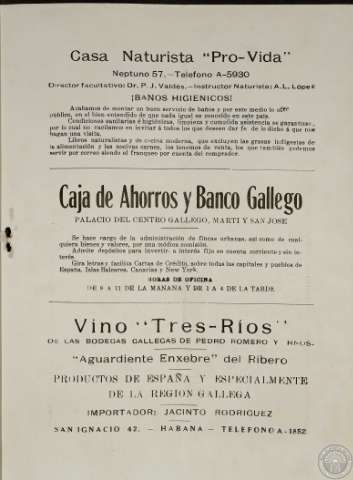 Casa Naturista "Pro-Vida"
Neptuno 57.-Telefono A-5930
Director facultativo: Dr. P. J. Valdés.-Instructor Naturista: A. L. López
¡BAÑOS HIGIENICOS!
Acabamos de montar un buen servicio de baños y por este medio lo
público, en el bien entendido de que nada igual es conocido en este país.
Condiciones sanitarias é higiénicas, limpieza y cumplida asistencia se garantizan,
por lo cual no vacilamos en invitar á todos los que deseen dar fe de lo dicho á que nos
hagan una visita.
Libros naturalistas y de cocina moderna, que excluyen las grasas indigestas de
la alimentación y las nocivas carnes, los tenemos de venta, los que también podemos
servir por correo siendo el franqueo por cuenta del comprador.
Caja de Ahorros y Banco Gallego
PALACIO DEL CENTRO GALLEGO, MARTI Y SAN JOSE
Se hace cargo de la administración de fincas urbanas, así como de cual-
quiera bienes y valores, por una módica comisión.
Admite depósitos para invertir a interés fijo en cuenta corriente y sin in-
terés.
Gira letras y facilita Cartas de Crédito, sobre todas las capitales y pueblos de
España, Islas Baleares, Canarias y New York.
HORAS DE OFICINA
DE 8 A 11 DE LA MAÑANA Y DE 1 A 4 DE LA TARDE.
Vino "Tres-Ríos"
DE LAS BODEGAS GALLEGAS DE PEDRO ROMERO Y HNOS.
"Aguardiente Enxebre" del Ribero
PRODUCTOS DE ESPAÑA Y ESPECIALMENTE
DE LA REGION GALLEGA
IMPORTADOR: JACINTO RODRIGUEZ
SAN IGNACIO 42. - HABANA - TELEFONO A-1852